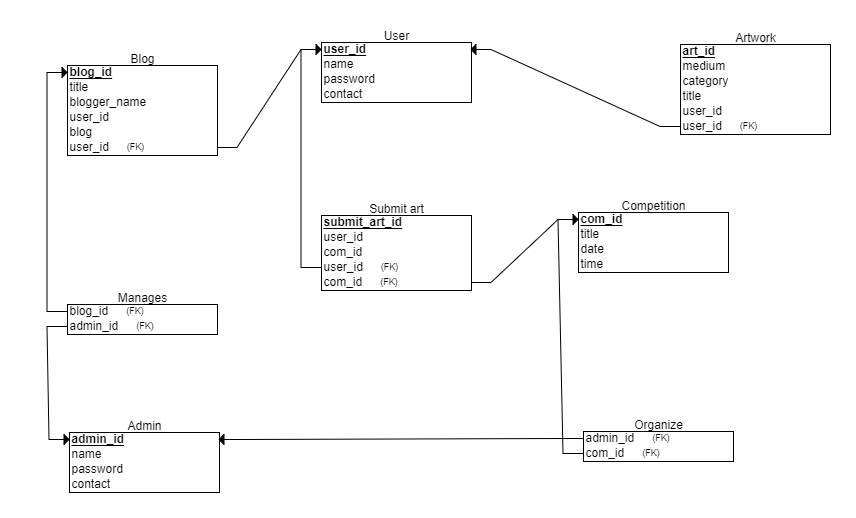 Blog
blog_id
title
blogger_name
user_id
blog
user_id (FK)
User
user_id
name
password
contact
Artwork
art_id
medium
category
title
user_id
user_id (FK)
Submit art
submit_art_id
user_id
com_id
user_id (FK)
com_id (FK)
Competition
com_id
title
date
time
Manages
blog_id (FK)
admin_id (FK)
Admin
admin_id
name
password
contact
Organize
admin_id (FK)
com_id (FK)